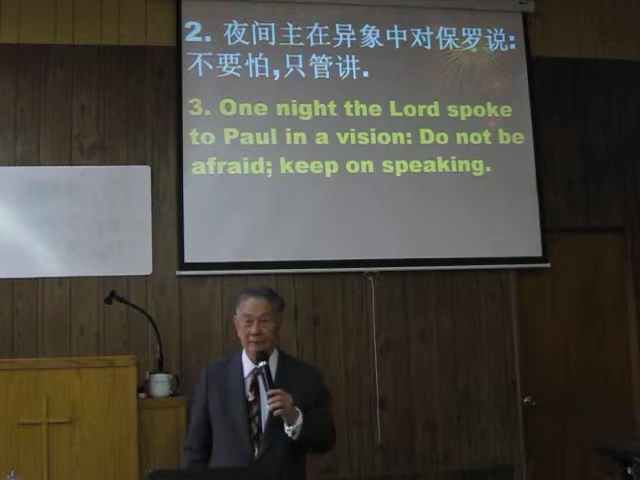 2. 夜间主在异象中对保罗说:
不要怕,只管讲.
3. One night the Lord spoke
to Paul in a vision: Do not be
afraid; keep on speaking.